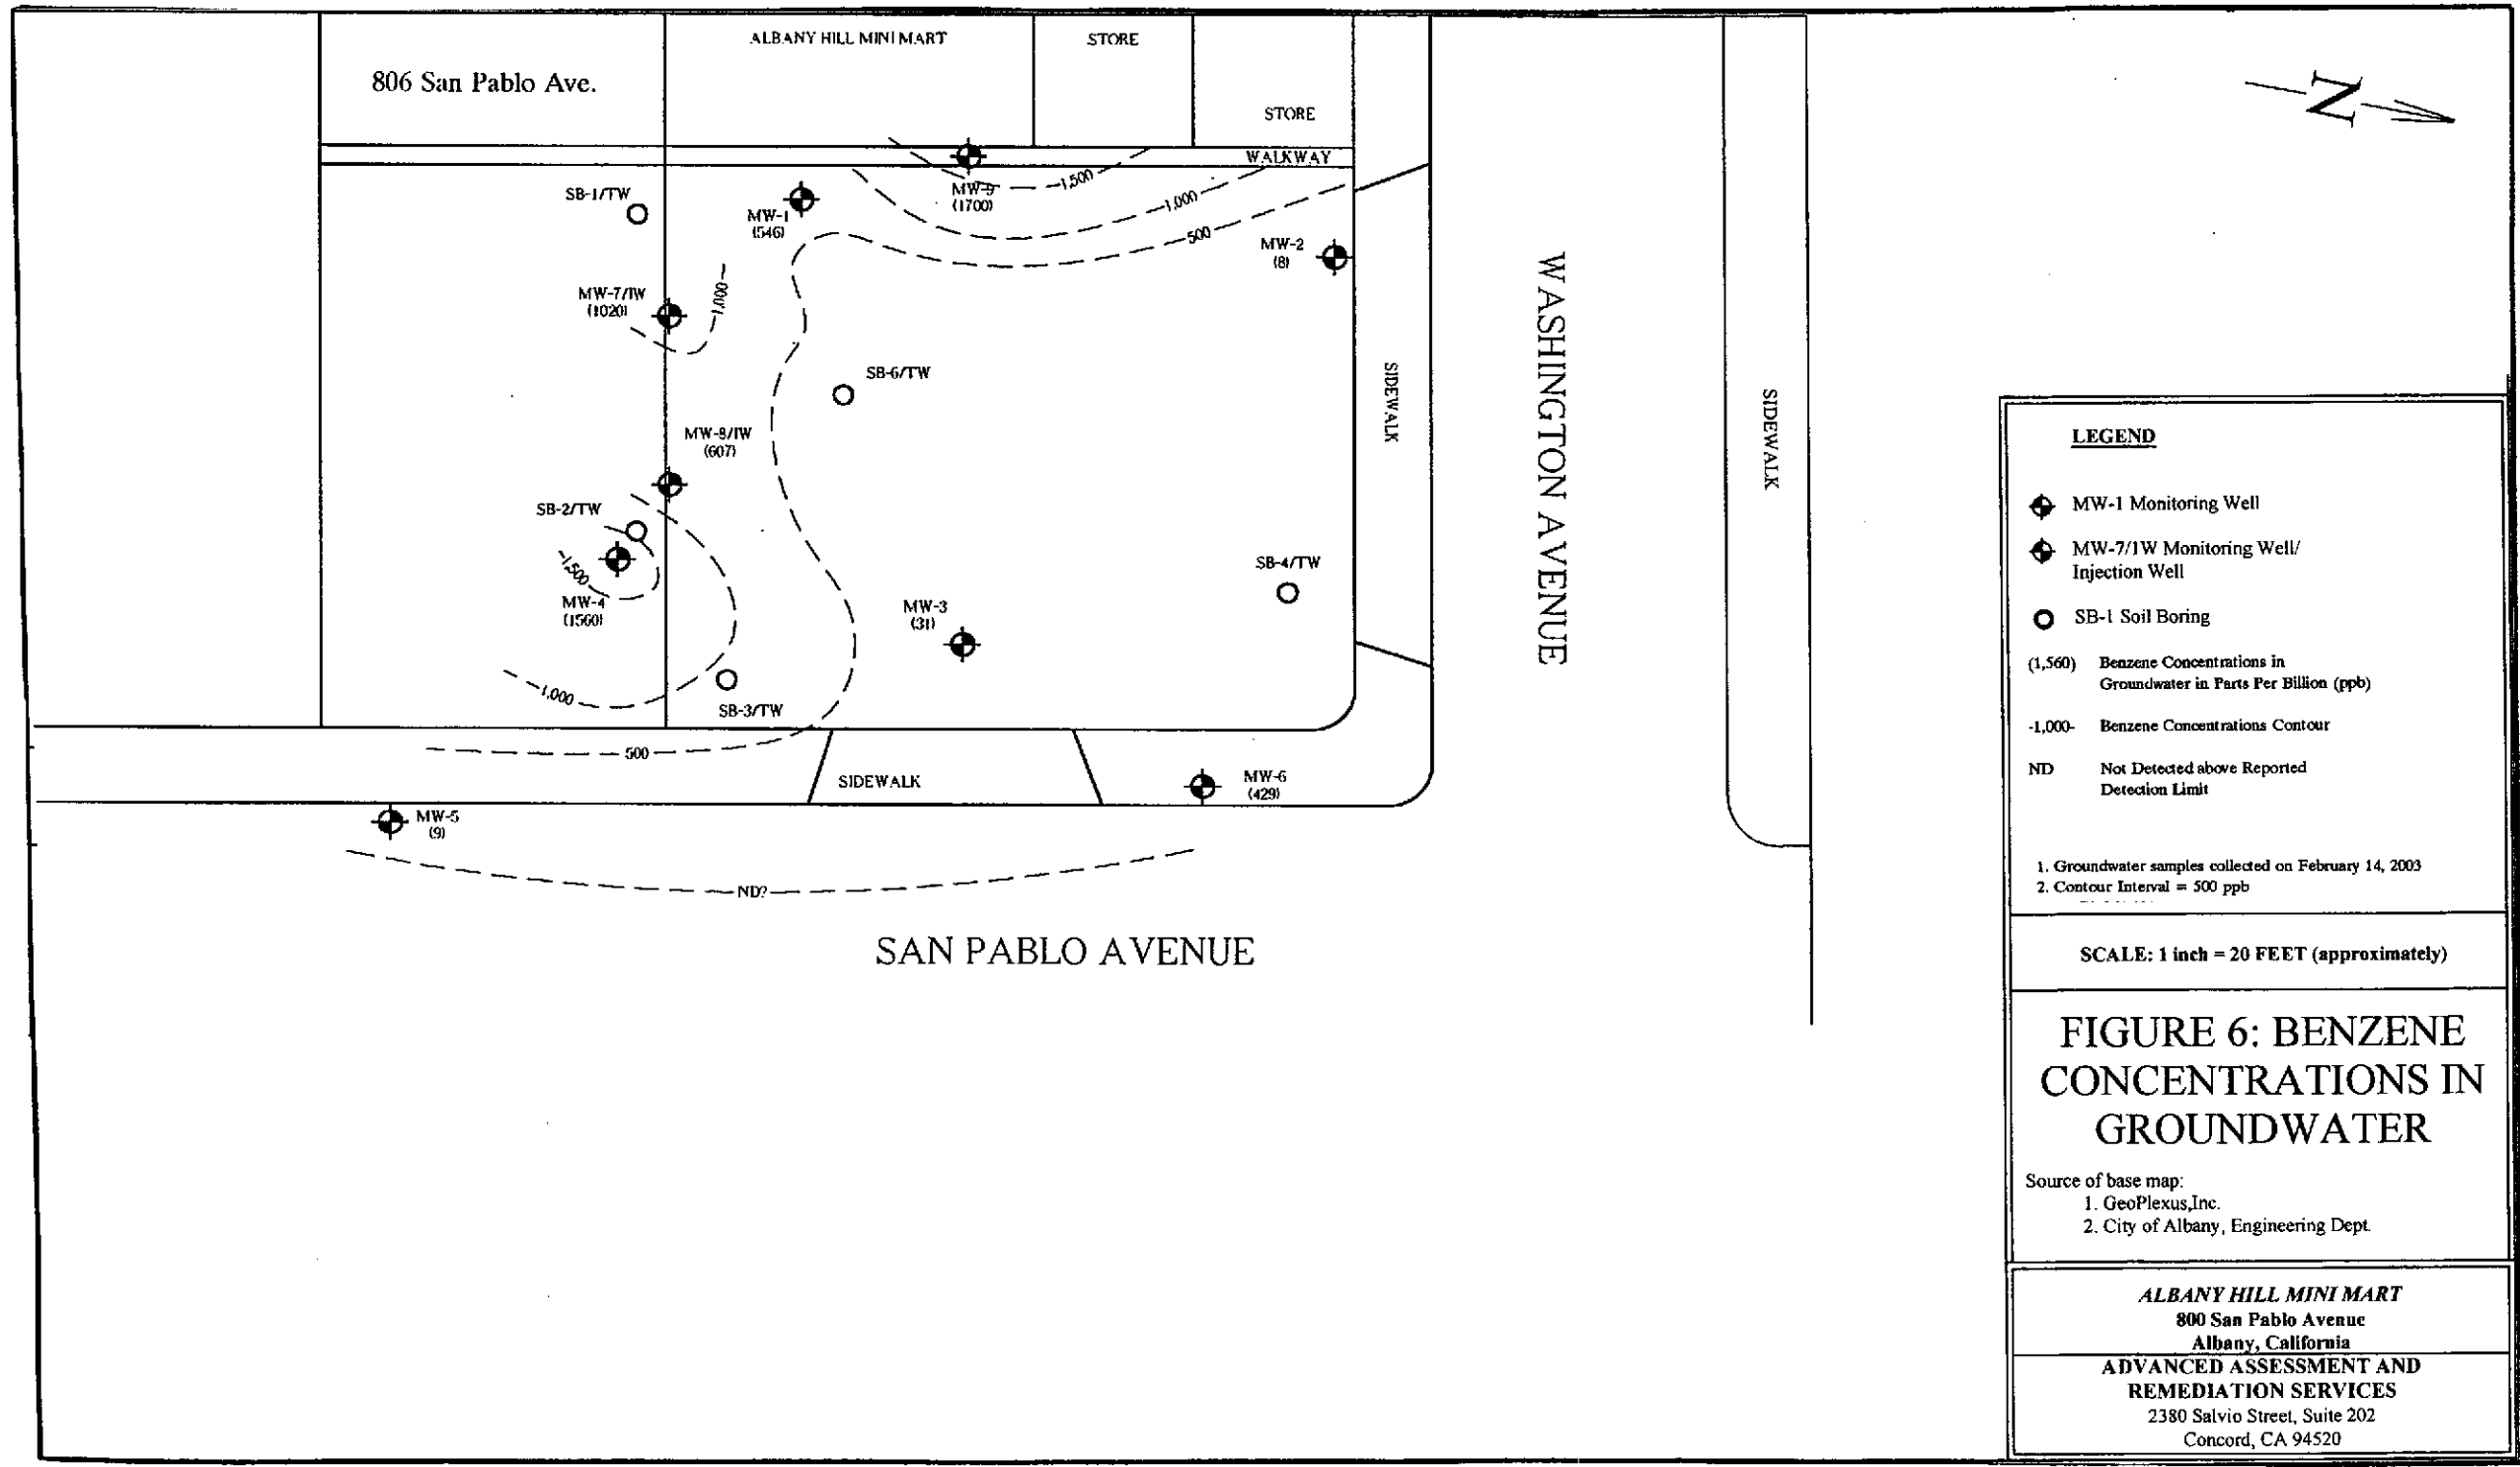 806 San Pablo Ave.
ALBANY HILL MINI MART
STORE
STORE
WALKWAY
N
SB-1/TW
MW-1
(546)
MW-9
(1700)
1,500
1,000
500
MW-2
(8)
MW-7/IW
(1020)
1,000
SB-6/TW
MW-8/IW
(607)
SB-2/TW
1,500
MW-4
(1560)
MW-3
(31)
SB-4/TW
1,000
SB-3/TW
500
SIDEWALK
MW-6
(429)
MW-5
(9)
ND?
SAN PABLO AVENUE
SIDEWALK
WASHINGTON AVENUE
SIDEWALK
LEGEND
MW-1 Monitoring Well
MW-7/1W Monitoring Well/
Injection Well
SB-1 Soil Boring
(1,560) Benzene Concentrations in
Groundwater in Parts Per Billion (ppb)
-1,000- Benzene Concentrations Contour
ND Not Detected above Reported
Detection Limit
1. Groundwater samples collected on February 14, 2003
2. Contour Interval = 500 ppb
SCALE: 1 inch = 20 FEET (approximately)
FIGURE 6: BENZENE
CONCENTRATIONS IN
GROUNDWATER
Source of base map:
1. GeoPlexus,Inc.
2. City of Albany, Engineering Dept.
ALBANY HILL MINI MART
800 San Pablo Avenue
Albany, California
ADVANCED ASSESSMENT AND
REMEDIATION SERVICES
2380 Salvio Street, Suite 202
Concord, CA 94520